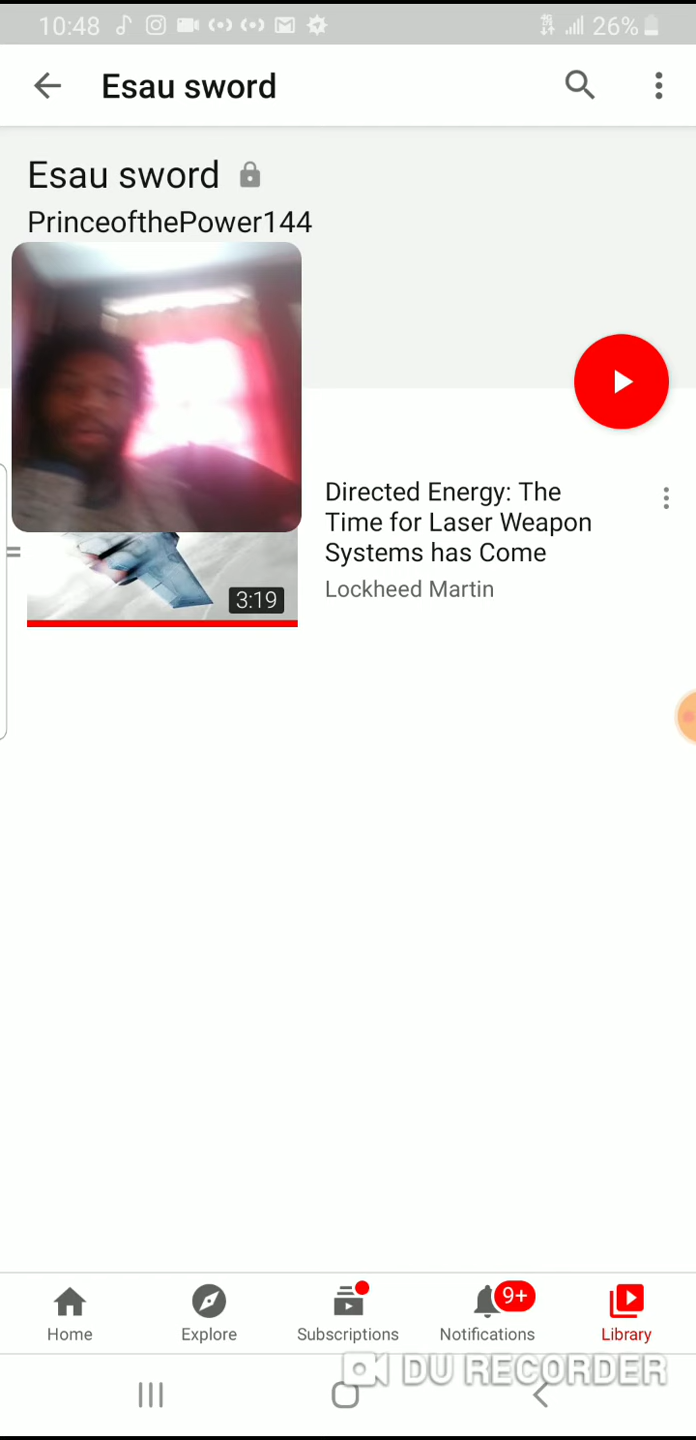 10:48
26%
Esau sword
Esau sword
PrinceofthePower144
Directed Energy: The
Time for Laser Weapon
Systems has Come
Lockheed Martin
3:19
9+
Home
Explore
Subscriptions
Notifications
Library
DU RECORDER